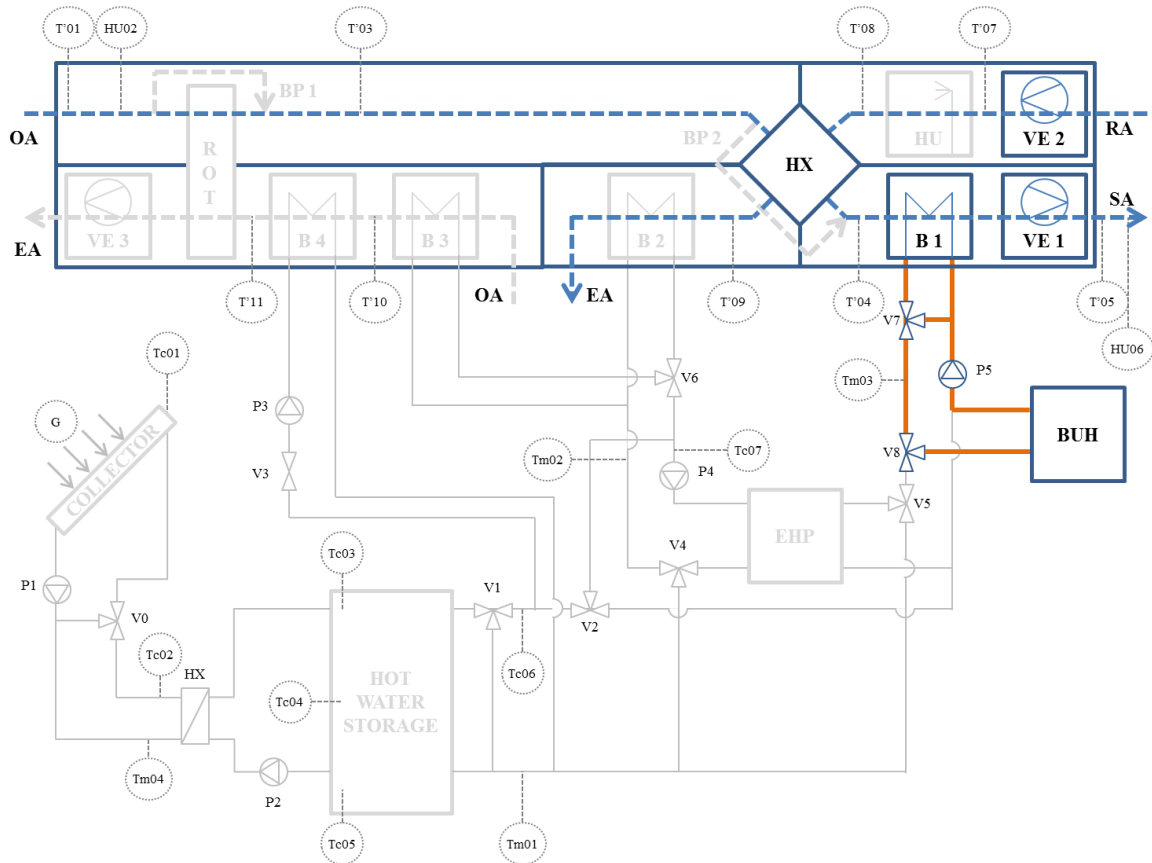 T'01
HU02
T'03
T'08
T'07
BP 1
OA
ROT
BP 2
HX
HU
VE 2
RA
VE 3
B 4
B 3
B 2
B 1
VE 1
SA
EA
T'11
T'10
OA
EA
T'09
T'04
T'05
V7
HU06
Tc01
P3
V6
Tm03
P5
G
COLLECTOR
V3
Tm02
Tc07
P4
V8
BUH
V5
EHP
P1
Tc03
V4
V1
V0
V2
Tc02
HX
Tc06
Tc04
HOT
WATER
STORAGE
Tm04
P2
Tc05
Tm01